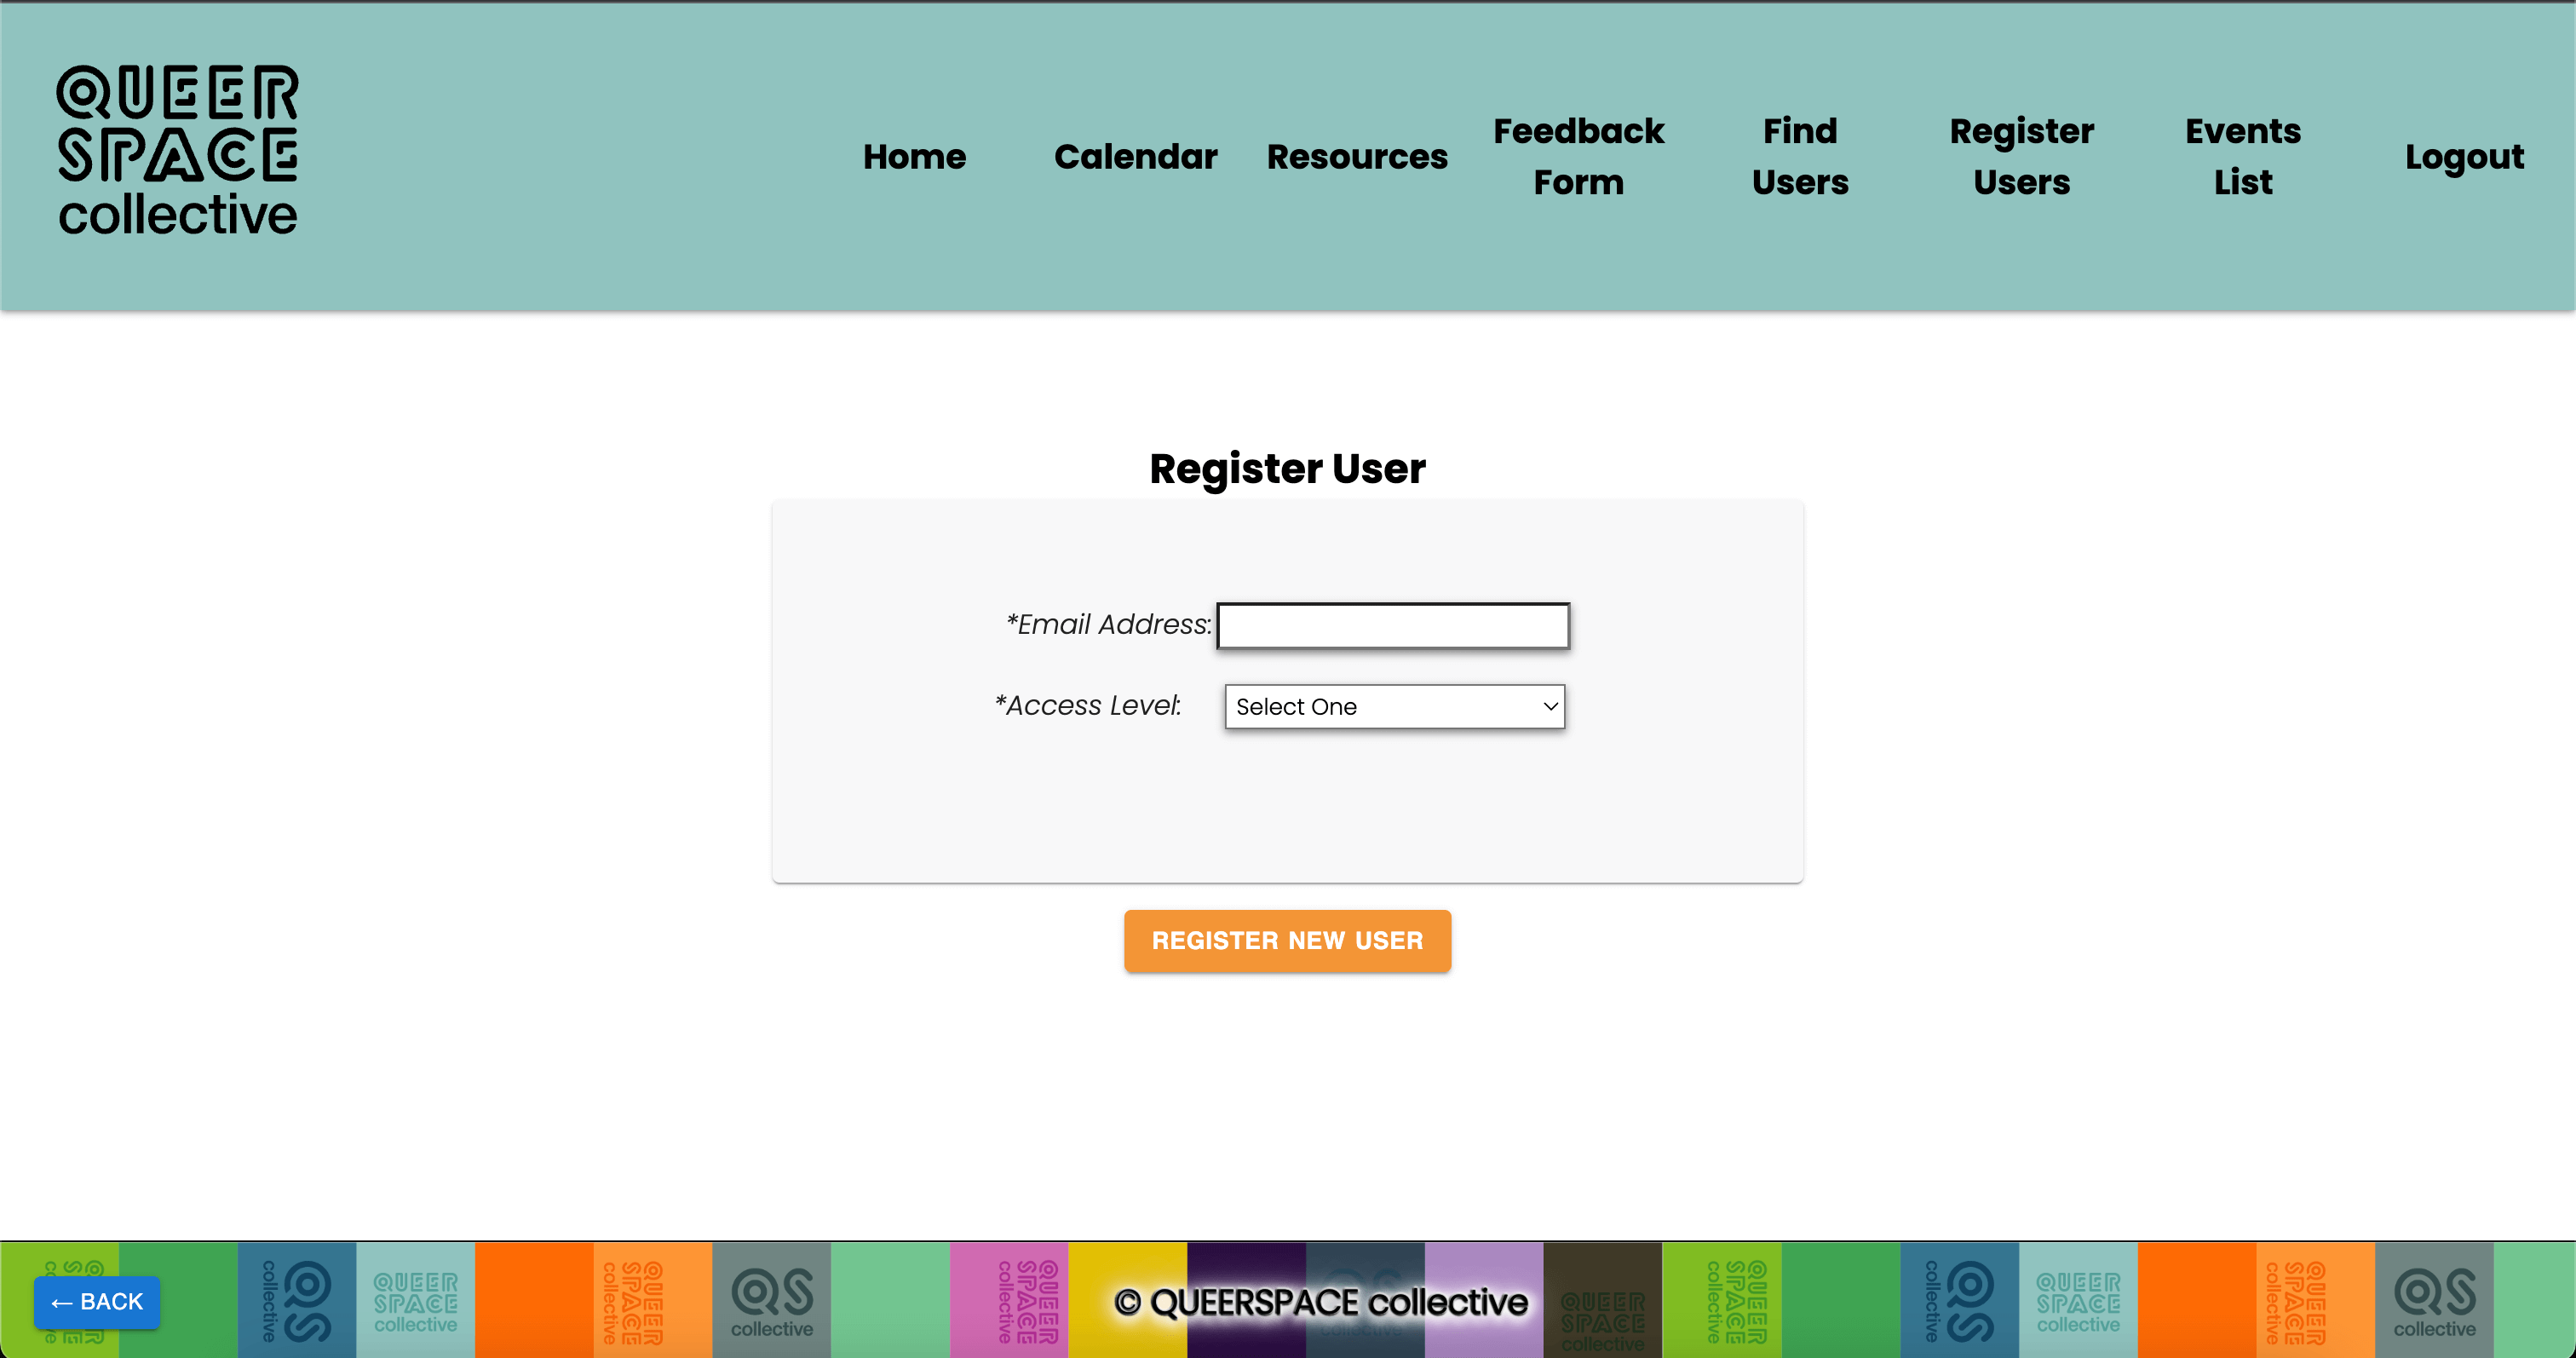 QUEER
SPACE
collective
Home
Calendar
Resources
Feedback
Form
Find
Users
Register
Users
Events
List
Logout
Register User
*Email Address:
*Access Level:
Select One
REGISTER NEW USER
QUEER
SPACE
collective
← BACK
QS
collective
QUEER
SPACE
collective
QUEER
SPACE
collective
QS
collective
QUEER
SPACE
collective
© QUEERSPACE collective
QUEER
SPACE
collective
QUEER
SPACE
collective
QS
collective
QUEER
SPACE
collective
QUEER
SPACE
collective
QS
collective